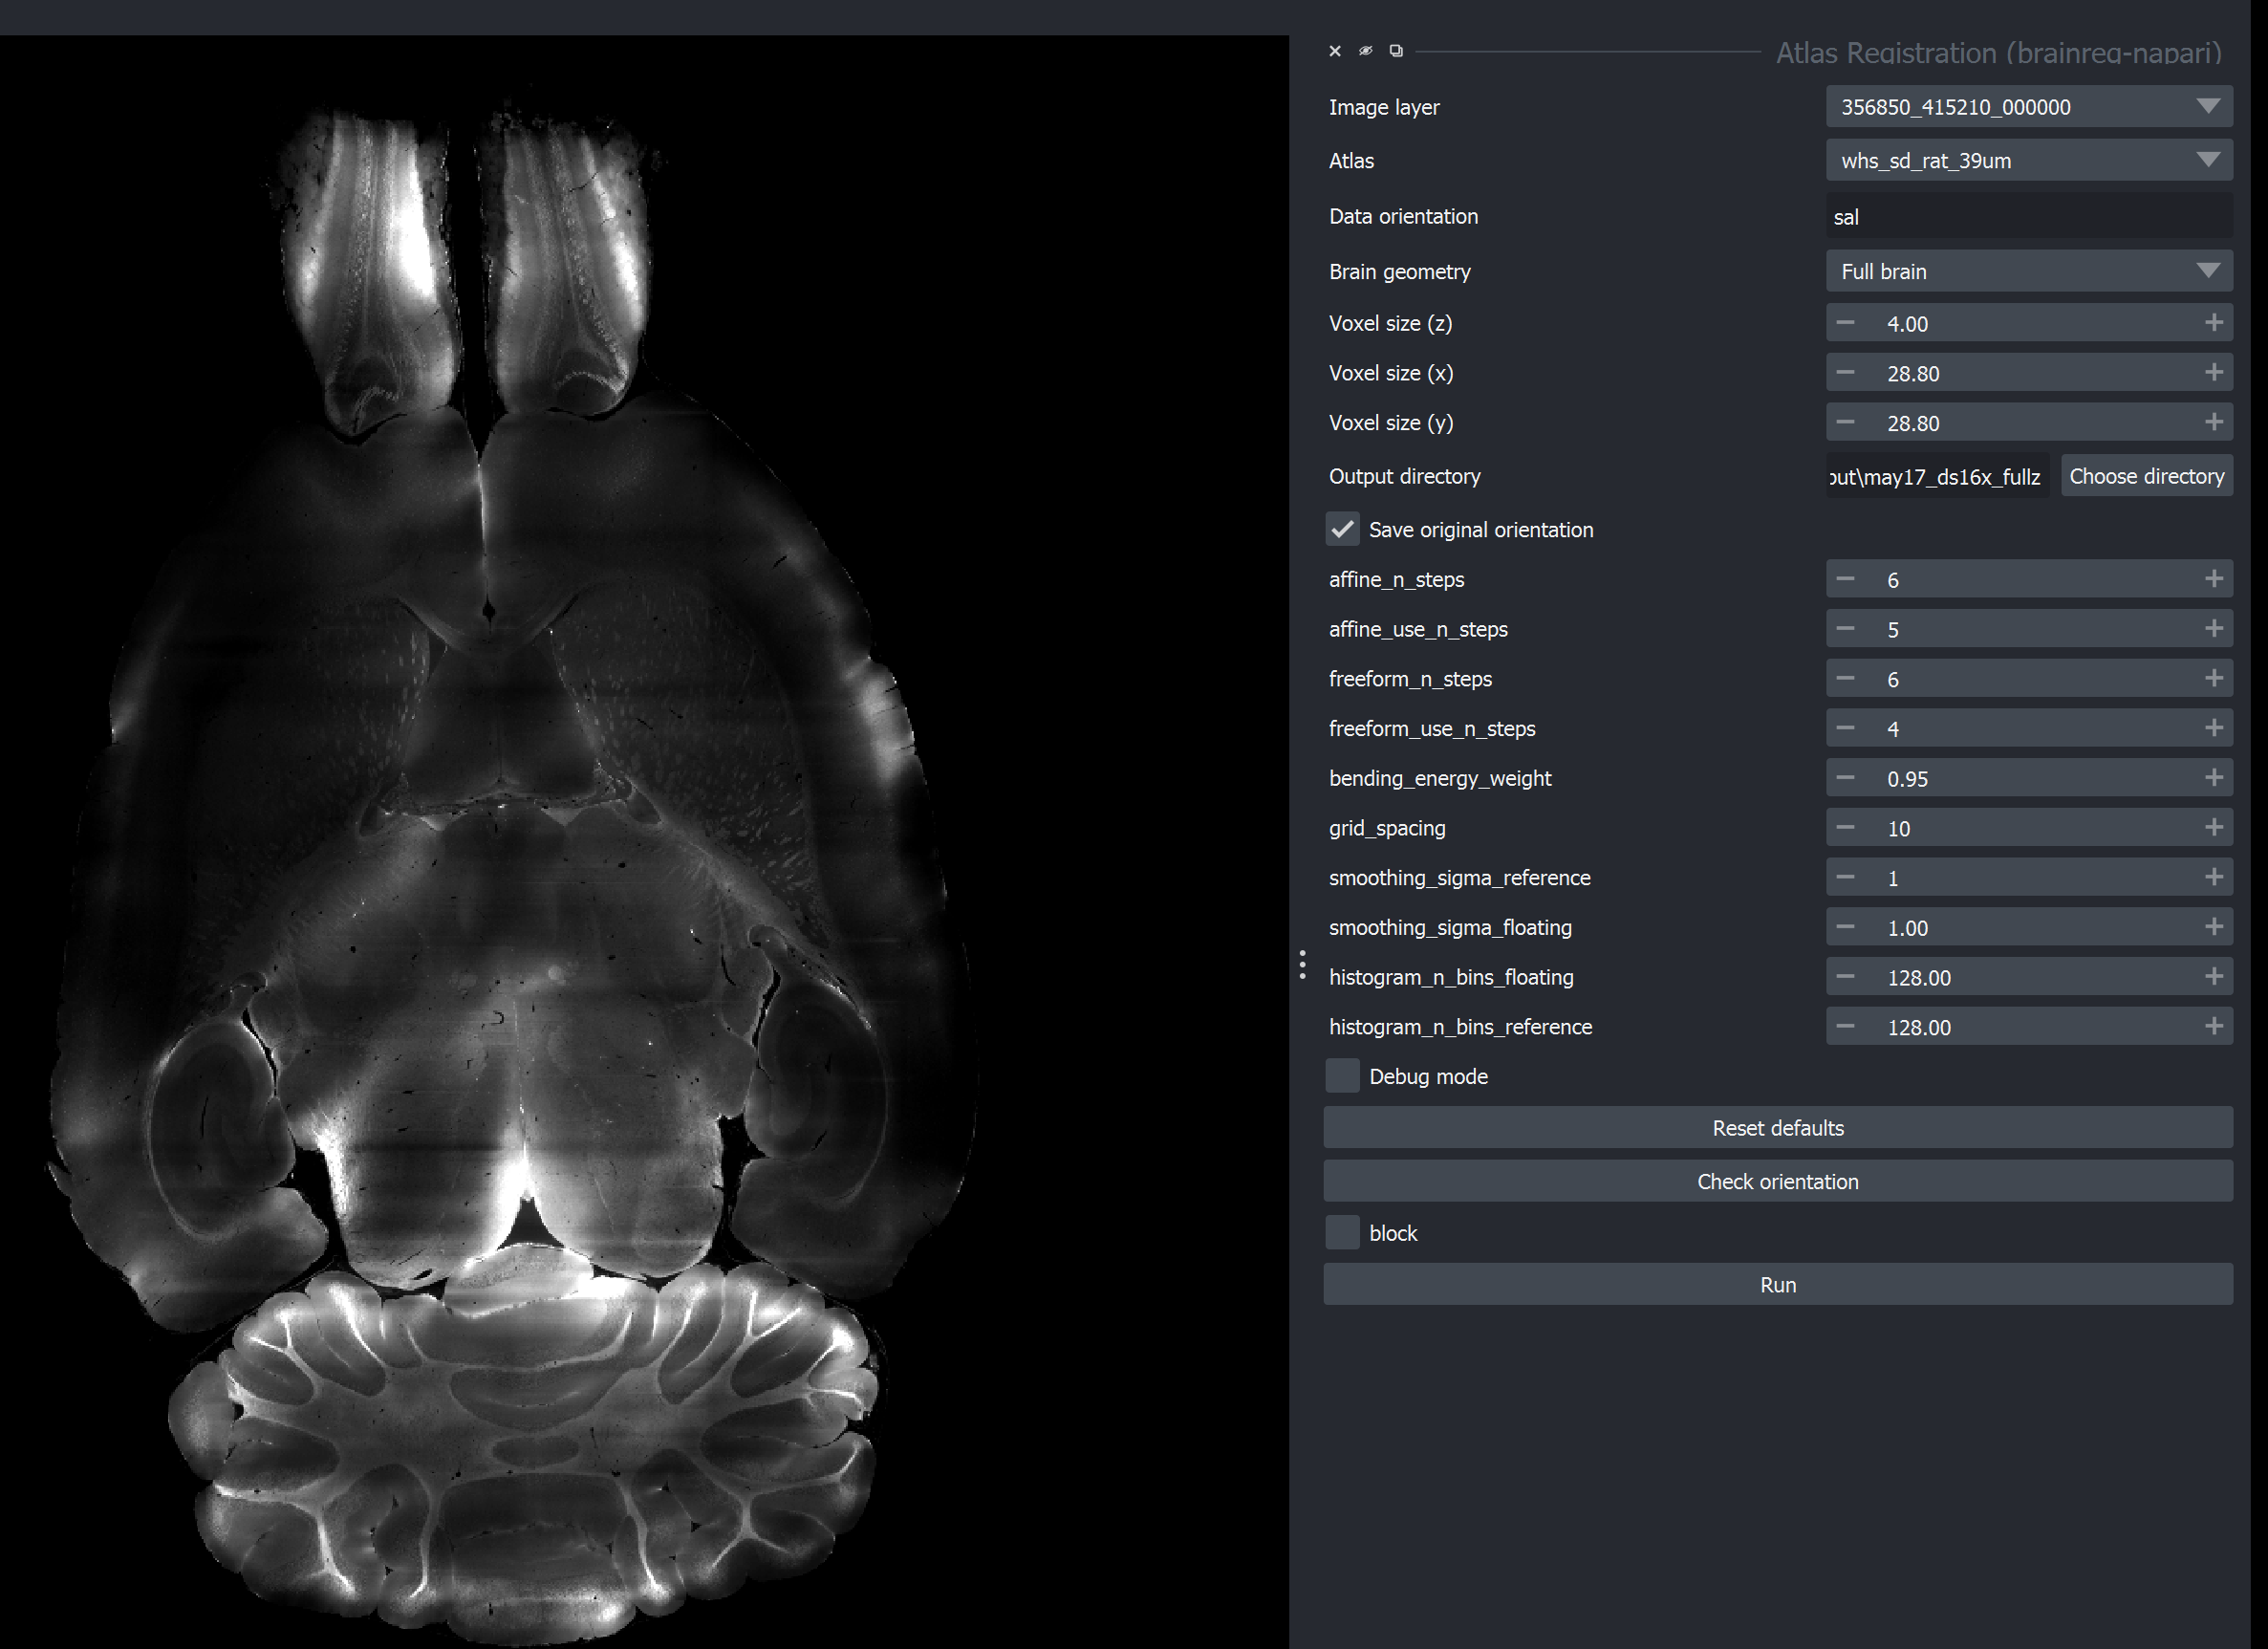 Atlas Registration (brainreg-napari)
Image layer 356850_415210_000000
Atlas whs_sd_rat_39um
Data orientation sal
Brain geometry Full brain
Voxel size (z) 4.00
Voxel size (x) 28.80
Voxel size (y) 28.80
Output directory out\may17_ds16x_fullz Choose directory
Save original orientation
affine_n_steps 6
affine_use_n_steps 5
freeform_n_steps 6
freeform_use_n_steps 4
bending_energy_weight 0.95
grid_spacing 10
smoothing_sigma_reference 1
smoothing_sigma_floating 1.00
histogram_n_bins_floating 128.00
histogram_n_bins_reference 128.00
Debug mode
Reset defaults
Check orientation
block
Run